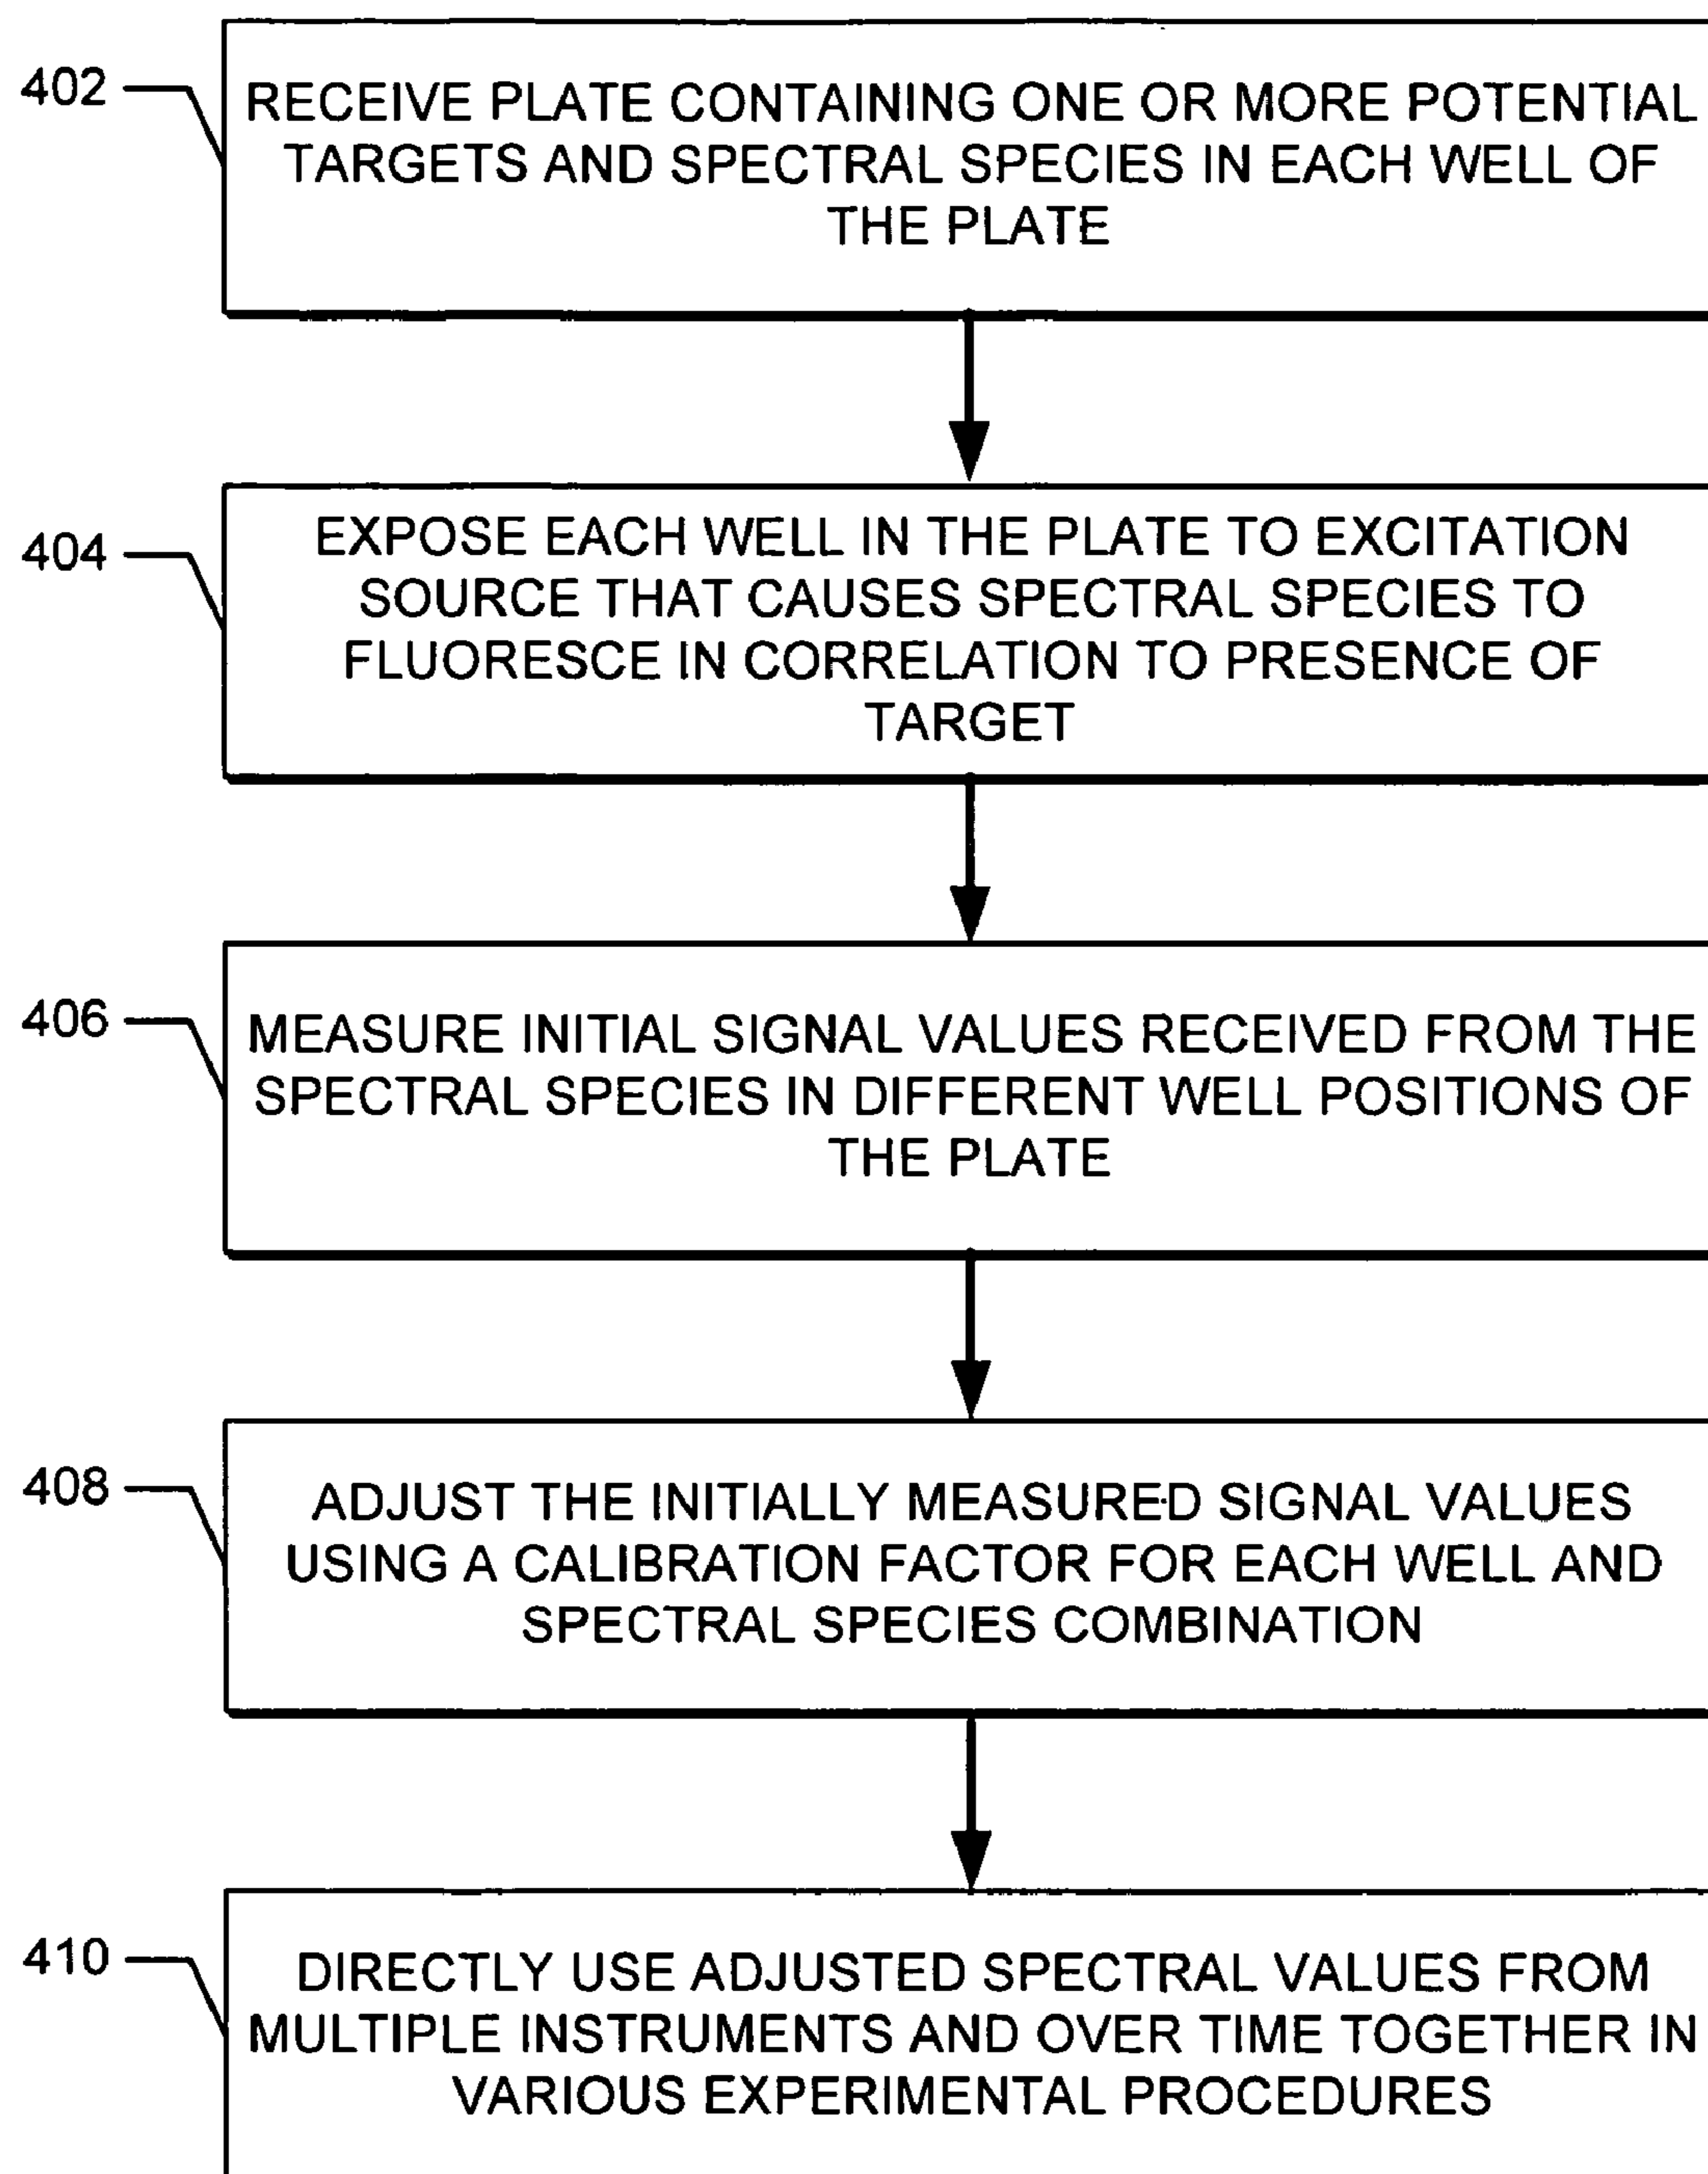 402
RECEIVE PLATE CONTAINING ONE OR MORE POTENTIAL
TARGETS AND SPECTRAL SPECIES IN EACH WELL OF
THE PLATE
404
EXPOSE EACH WELL IN THE PLATE TO EXCITATION
SOURCE THAT CAUSES SPECTRAL SPECIES TO
FLUORESCE IN CORRELATION TO PRESENCE OF
TARGET
406
MEASURE INITIAL SIGNAL VALUES RECEIVED FROM THE
SPECTRAL SPECIES IN DIFFERENT WELL POSITIONS OF
THE PLATE
408
ADJUST THE INITIALLY MEASURED SIGNAL VALUES
USING A CALIBRATION FACTOR FOR EACH WELL AND
SPECTRAL SPECIES COMBINATION
410
DIRECTLY USE ADJUSTED SPECTRAL VALUES FROM
MULTIPLE INSTRUMENTS AND OVER TIME TOGETHER IN
VARIOUS EXPERIMENTAL PROCEDURES